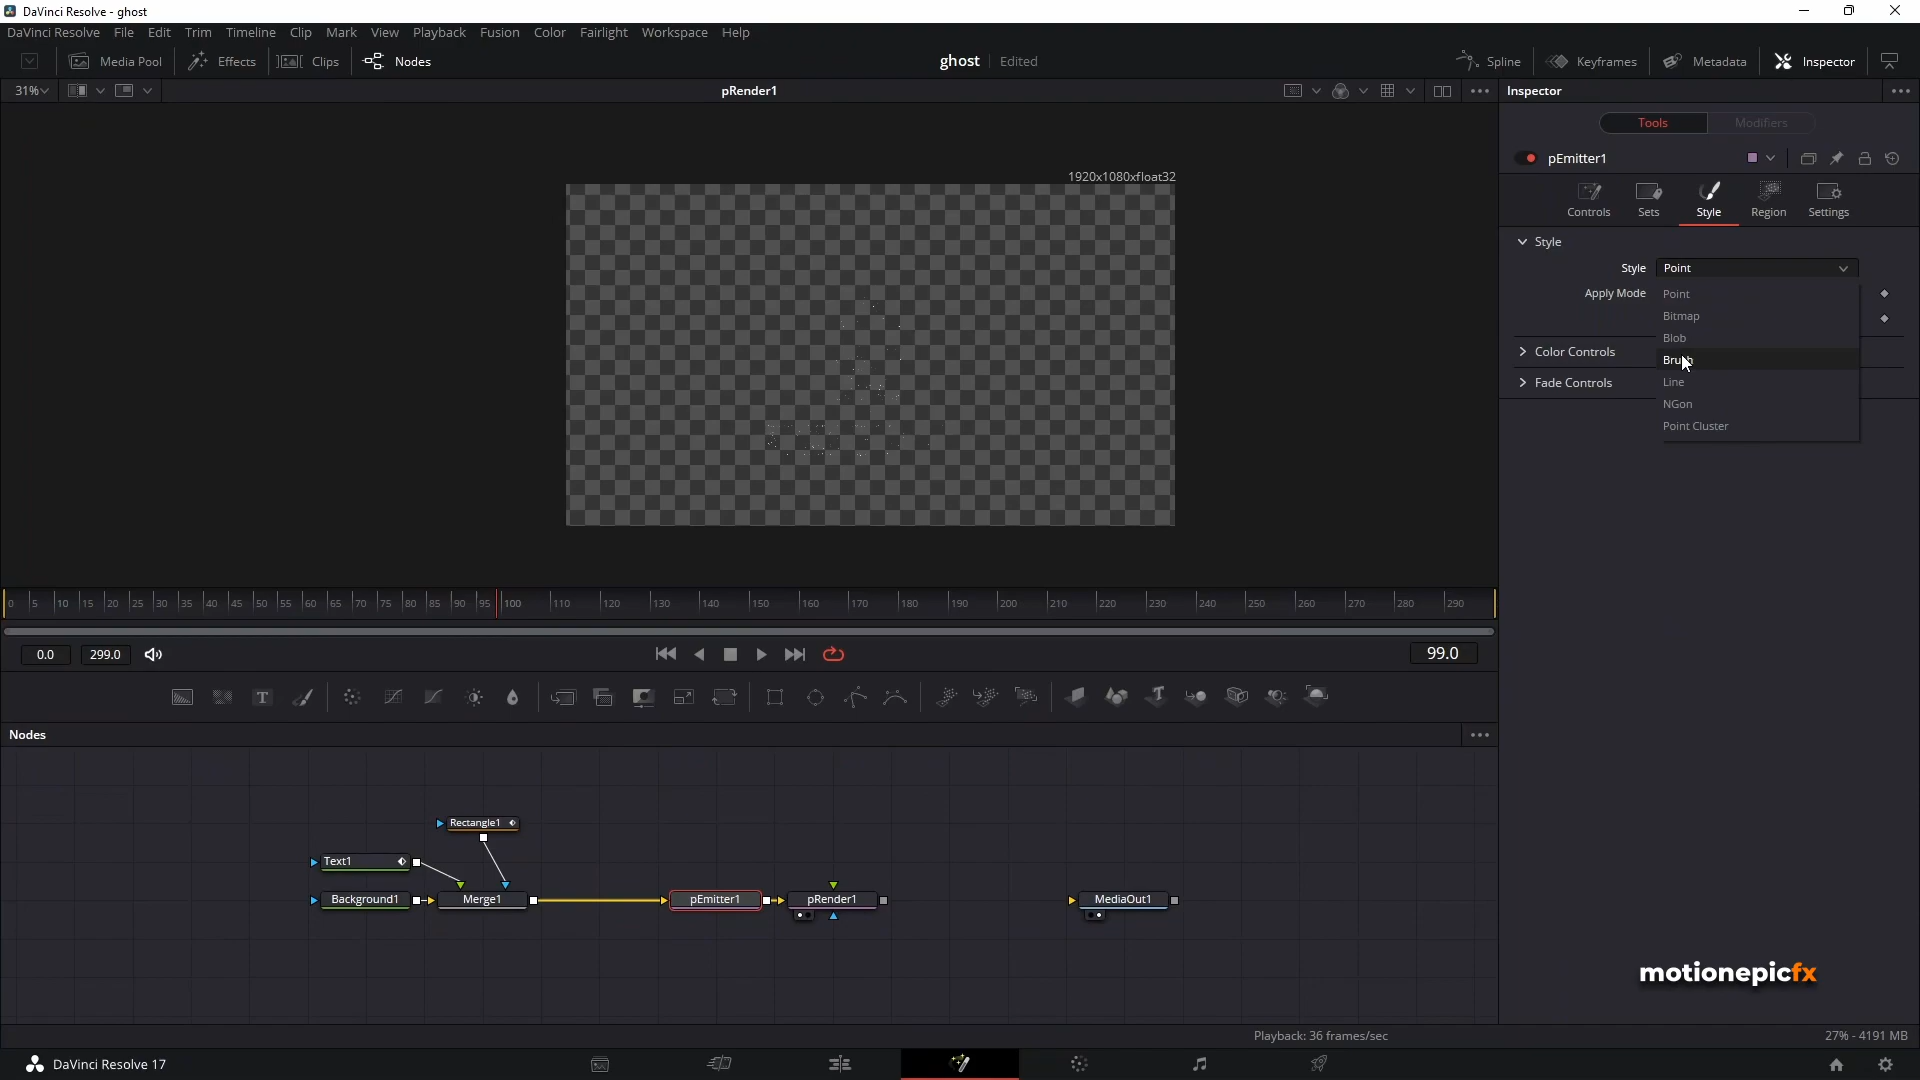 DaVinci Resolve - ghost
DaVinci Resolve File Edit Trim Timeline Clip Mark View Playback Fusion Color Fairlight Workspace Help
Media Pool Effects Clips Nodes ghost Edited Spline Keyframes Metadata Inspector
31% pRender1 Inspector
Tools Modifiers
pEmitter1
1920x1080xfloat32
Controls Sets Style Region Settings
Style
Style Point
Apply Mode Point
Bitmap
Blob
Color Controls
Brush
Line
Fade Controls
NGon
Point Cluster
0 5 10 15 20 25 30 35 40 45 50 55 60 65 70 75 80 85 90 95 100 110 120 130 140 150 160 170 180 190 200 210 220 230 240 250 260 270 280 290
0.0 299.0 99.0
Nodes
Rectangle1
Text1
Background1 Merge1 pEmitter1 pRender1 MediaOut1
motionepicfx
Playback: 36 frames/sec 27% - 4191 MB
DaVinci Resolve 17